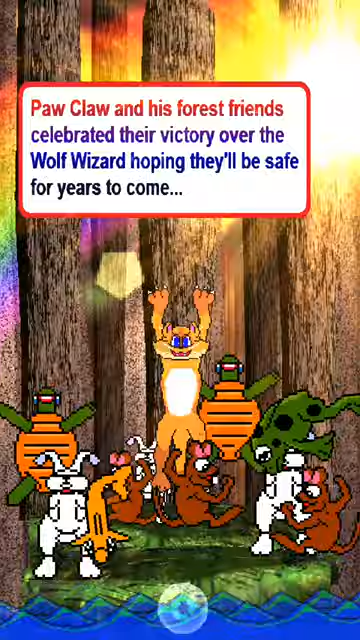 Paw Claw and his forest friends
celebrated their victory over the
Wolf Wizard hoping they'll be safe
for years to come...